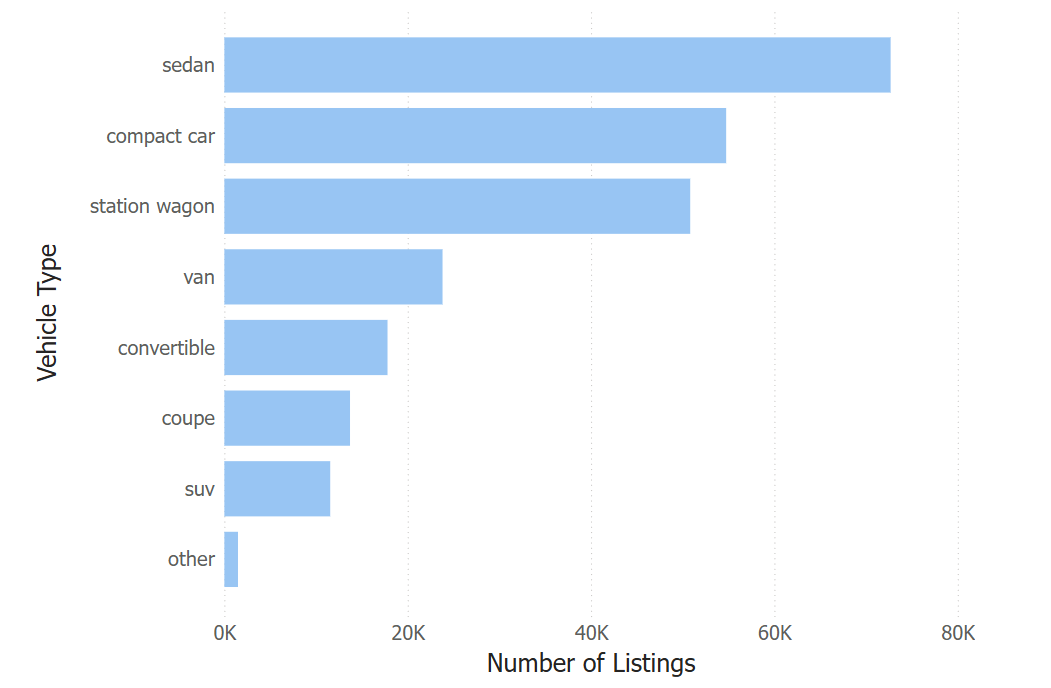 sedan
compact car
station wagon
van
convertible
coupe
suv
other
Vehicle Type
0K 20K 40K 60K 80K
Number of Listings